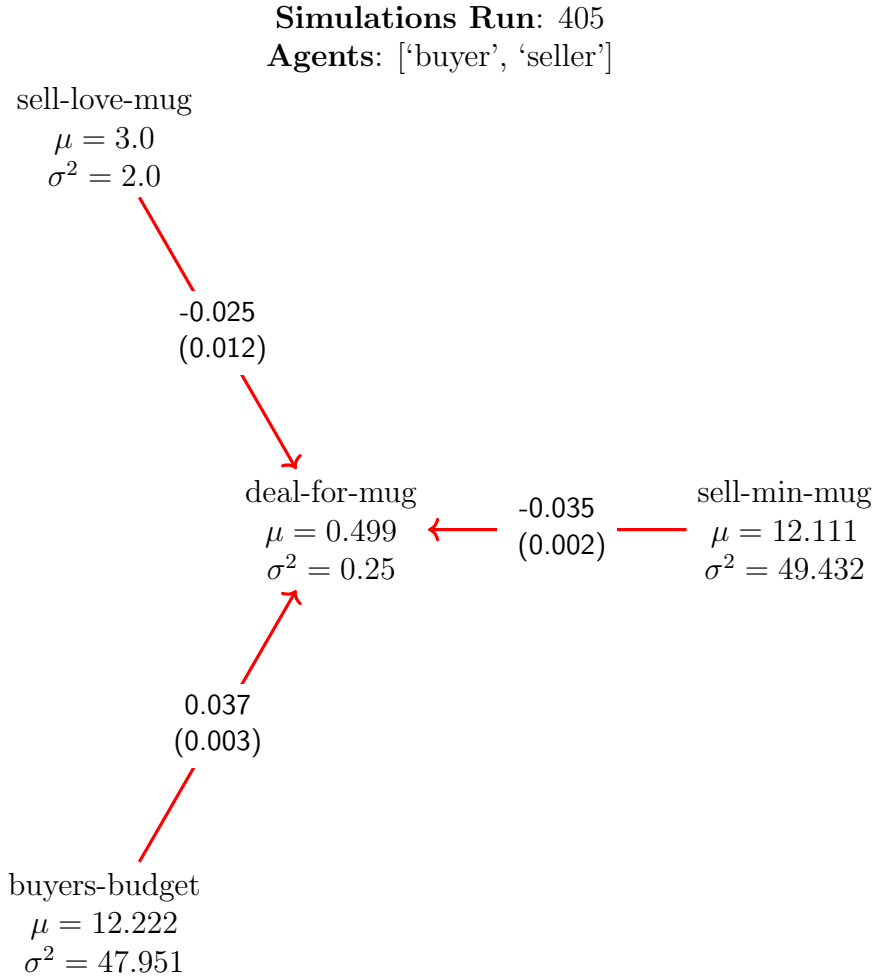 Simulations Run: 405
Agents: [‘buyer’, ‘seller’]
sell-love-mug
μ = 3.0
σ² = 2.0
-0.025
(0.012)
deal-for-mug
μ = 0.499
σ² = 0.25
-0.035
(0.002)
sell-min-mug
μ = 12.111
σ² = 49.432
0.037
(0.003)
buyers-budget
μ = 12.222
σ² = 47.951